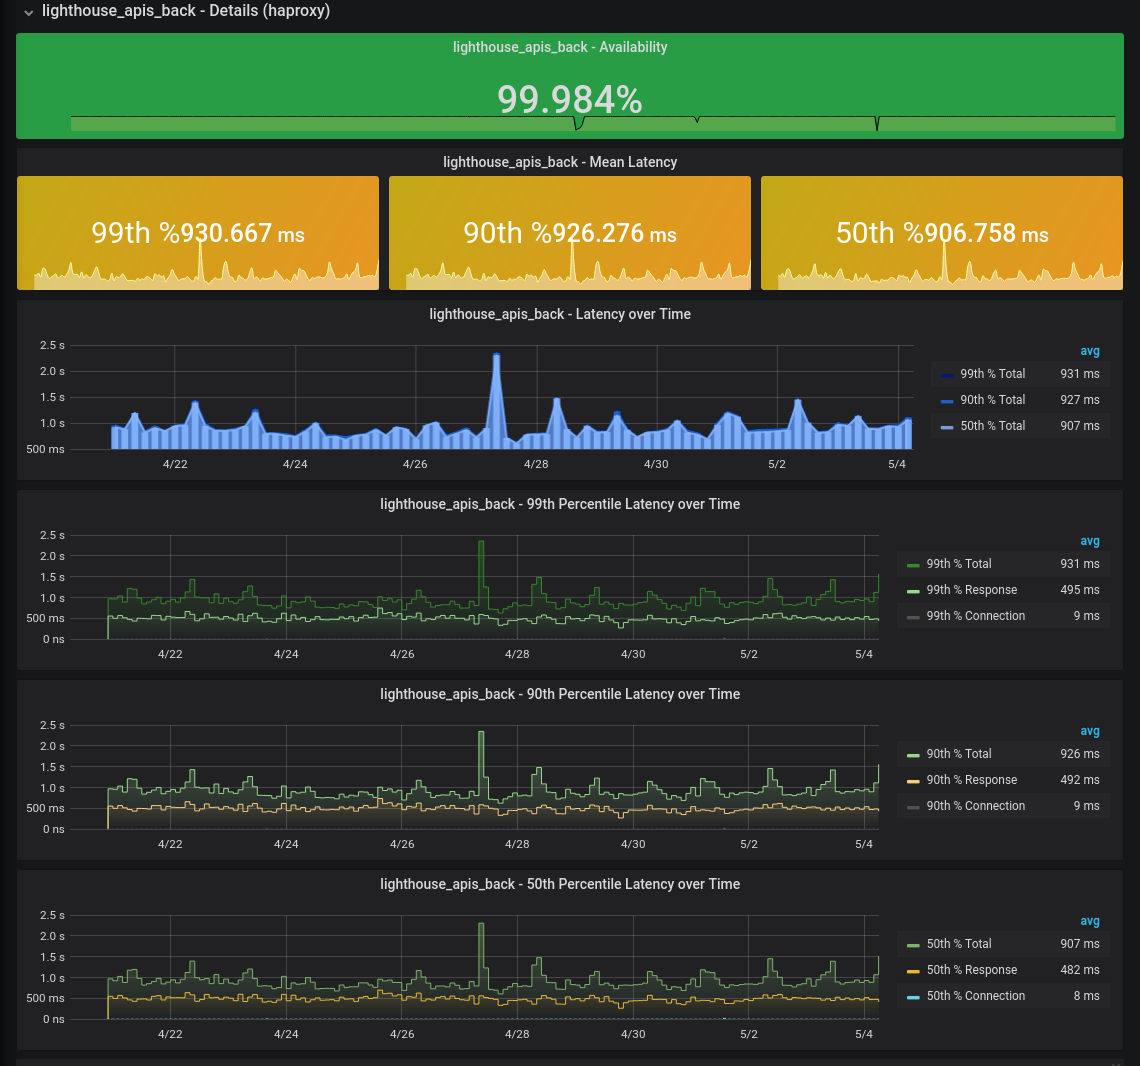 lighthouse_apis_back - Details (haproxy)
lighthouse_apis_back - Availability
99.984%
lighthouse_apis_back - Mean Latency
99th %930.667 ms
90th %926.276 ms
50th %906.758 ms
lighthouse_apis_back - Latency over Time
2.5 s
2.0 s
1.5 s
1.0 s
500 ms
4/22 4/24 4/26 4/28 4/30 5/2 5/4
avg
99th % Total 931 ms
90th % Total 927 ms
50th % Total 907 ms
lighthouse_apis_back - 99th Percentile Latency over Time
2.5 s
2.0 s
1.5 s
1.0 s
500 ms
0 ns
4/22 4/24 4/26 4/28 4/30 5/2 5/4
avg
99th % Total 931 ms
99th % Response 495 ms
99th % Connection 9 ms
lighthouse_apis_back - 90th Percentile Latency over Time
2.5 s
2.0 s
1.5 s
1.0 s
500 ms
0 ns
4/22 4/24 4/26 4/28 4/30 5/2 5/4
avg
90th % Total 926 ms
90th % Response 492 ms
90th % Connection 9 ms
lighthouse_apis_back - 50th Percentile Latency over Time
2.5 s
2.0 s
1.5 s
1.0 s
500 ms
0 ns
4/22 4/24 4/26 4/28 4/30 5/2 5/4
avg
50th % Total 907 ms
50th % Response 482 ms
50th % Connection 8 ms